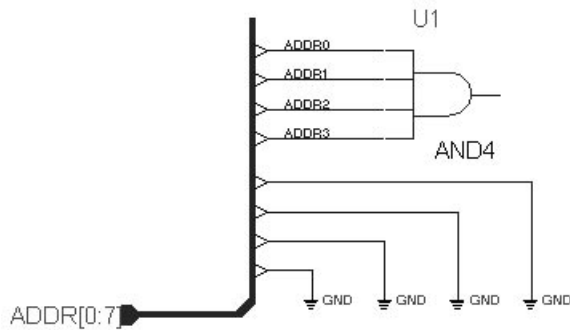 U1
ADDR0
ADDR1
ADDR2
ADDR3
AND4
GND GND GND GND
ADDR[0:7]